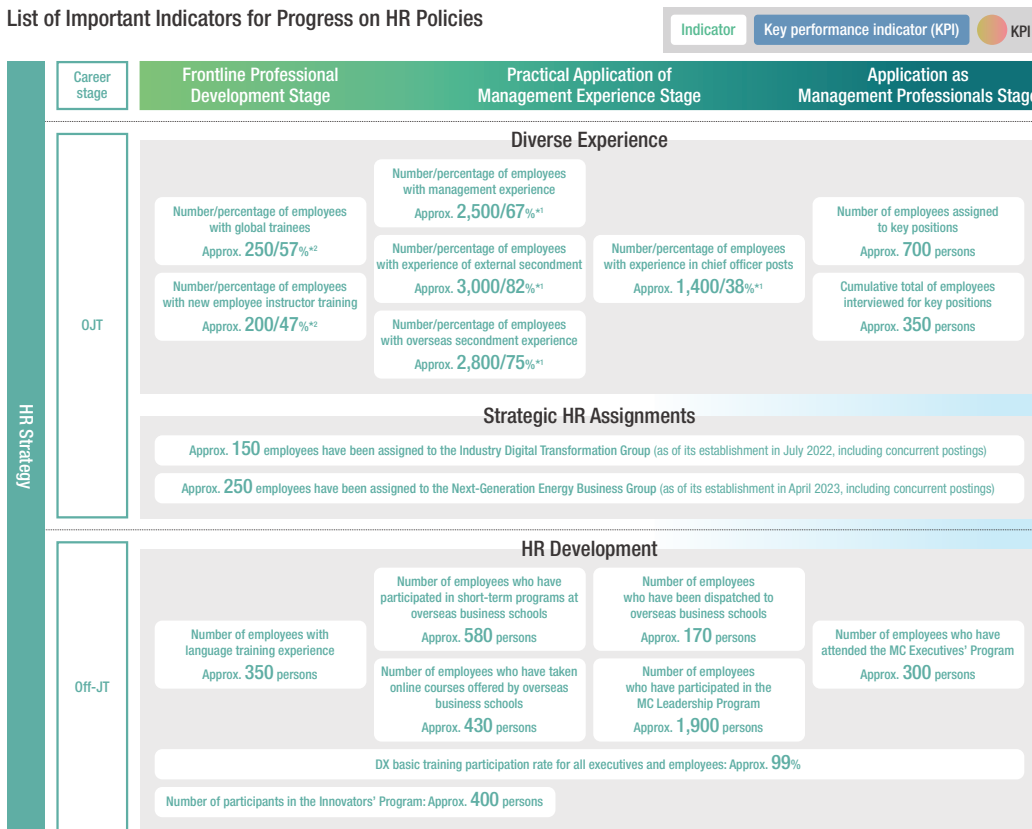 List of Important Indicators for Progress on HR Policies
Indicator
Key performance indicator (KPI)
KPI
HR Strategy
Career
stage
Frontline Professional
Development Stage
Practical Application of
Management Experience Stage
Application as
Management Professionals Stage
OJT
Diverse Experience
Number/percentage of employees
with global trainees
Approx. 250/57%*2
Number/percentage of employees
with new employee instructor training
Approx. 200/47%*2
Number/percentage of employees
with management experience
Approx. 2,500/67%*1
Number/percentage of employees
with experience of external secondment
Approx. 3,000/82%*1
Number/percentage of employees
with overseas secondment experience
Approx. 2,800/75%*1
Number/percentage of employees
with experience in chief officer posts
Approx. 1,400/38%*1
Number of employees assigned
to key positions
Approx. 700 persons
Cumulative total of employees
interviewed for key positions
Approx. 350 persons
Strategic HR Assignments
Approx. 150 employees have been assigned to the Industry Digital Transformation Group (as of its establishment in July 2022, including concurrent postings)
Approx. 250 employees have been assigned to the Next-Generation Energy Business Group (as of its establishment in April 2023, including concurrent postings)
Off-JT
HR Development
Number of employees with
language training experience
Approx. 350 persons
Number of employees who have
participated in short-term programs at
overseas business schools
Approx. 580 persons
Number of employees who have taken
online courses offered by overseas
business schools
Approx. 430 persons
Number of employees
who have been dispatched to
overseas business schools
Approx. 170 persons
Number of employees
who have participated in the
MC Leadership Program
Approx. 1,900 persons
Number of employees who have
attended the MC Executives' Program
Approx. 300 persons
DX basic training participation rate for all executives and employees: Approx. 99%
Number of participants in the Innovators' Program: Approx. 400 persons